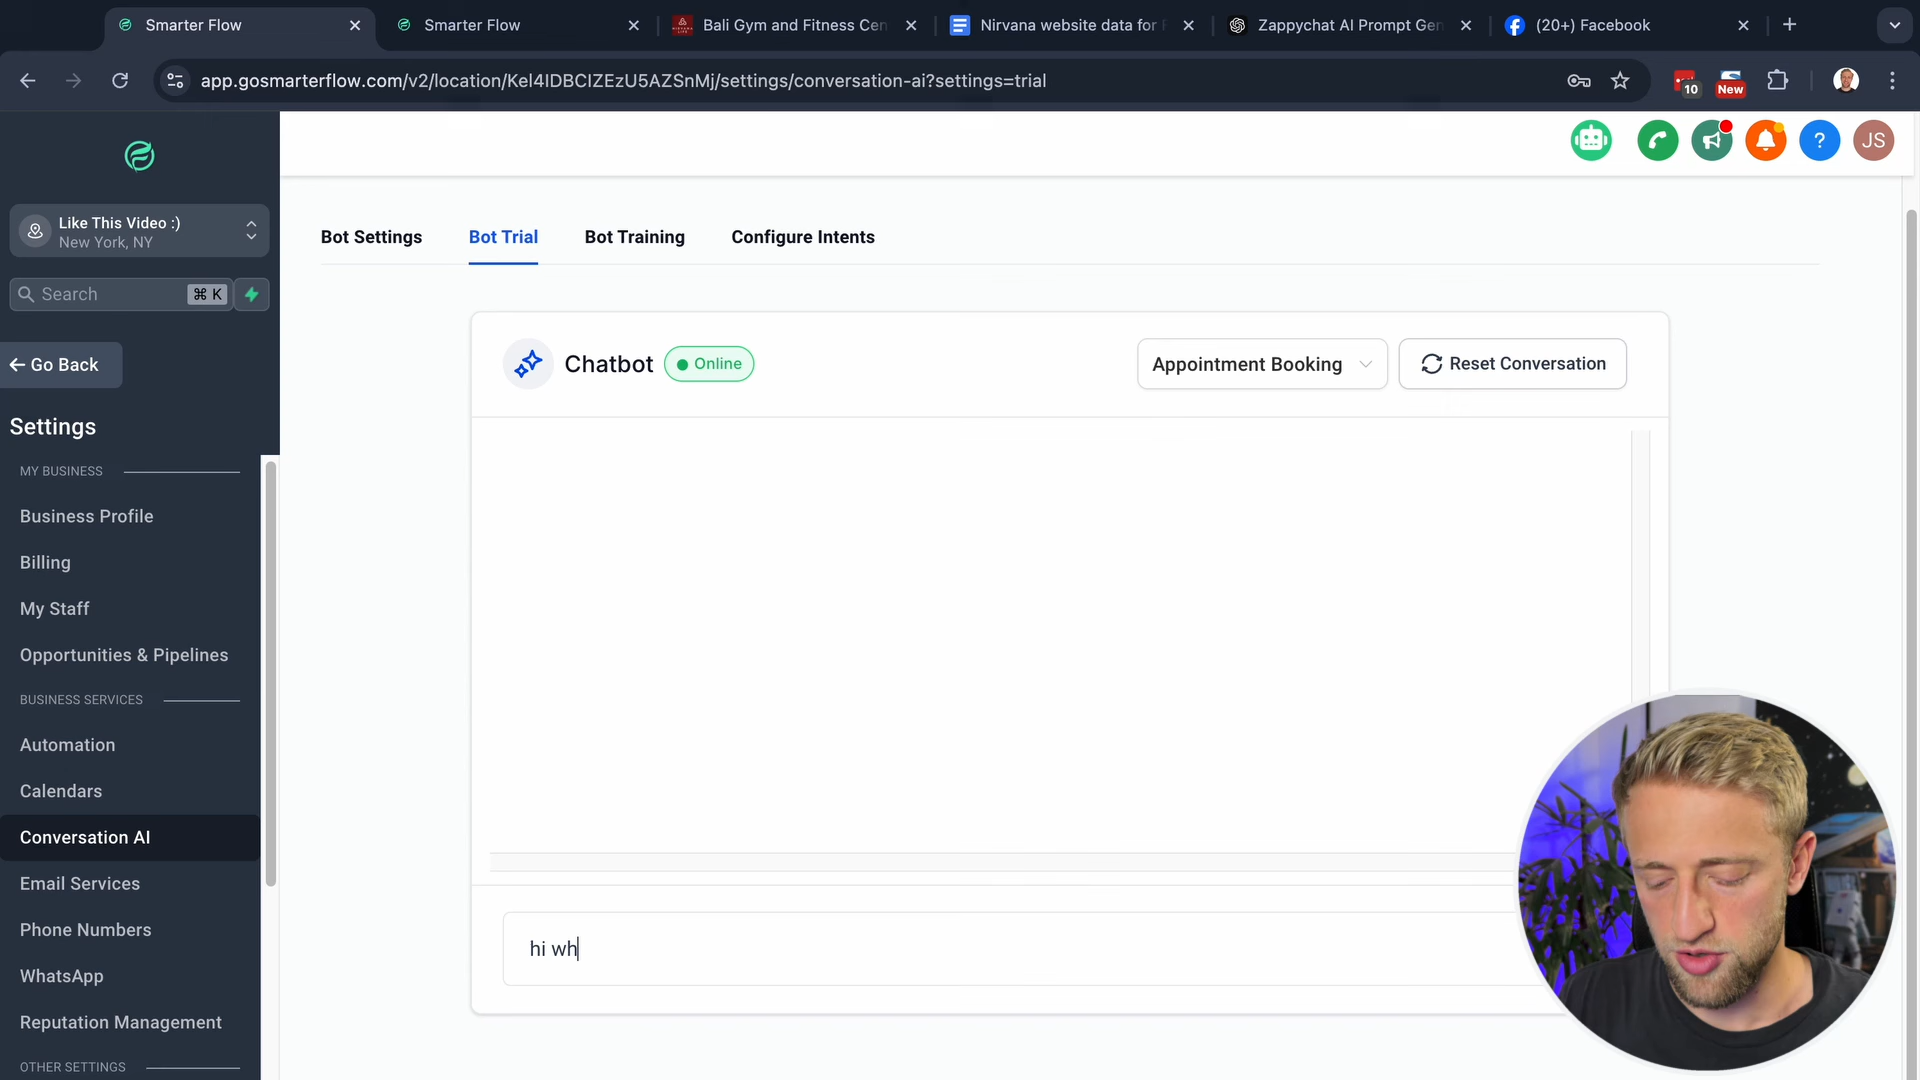 Smarter Flow
Smarter Flow
Bali Gym and Fitness Cen
Nirvana website data for
Zappychat AI Prompt Gen
(20+) Facebook
app.gosmarterflow.com/v2/location/Kel4IDBCIZEzU5AZSnMj/settings/conversation-ai?settings=trial
10
New
JS
Like This Video :)
New York, NY
Search
⌘ K
Go Back
Settings
MY BUSINESS
Business Profile
Billing
My Staff
Opportunities & Pipelines
BUSINESS SERVICES
Automation
Calendars
Conversation AI
Email Services
Phone Numbers
WhatsApp
Reputation Management
OTHER SETTINGS
Bot Settings
Bot Trial
Bot Training
Configure Intents
Chatbot
Online
Appointment Booking
Reset Conversation
hi wh